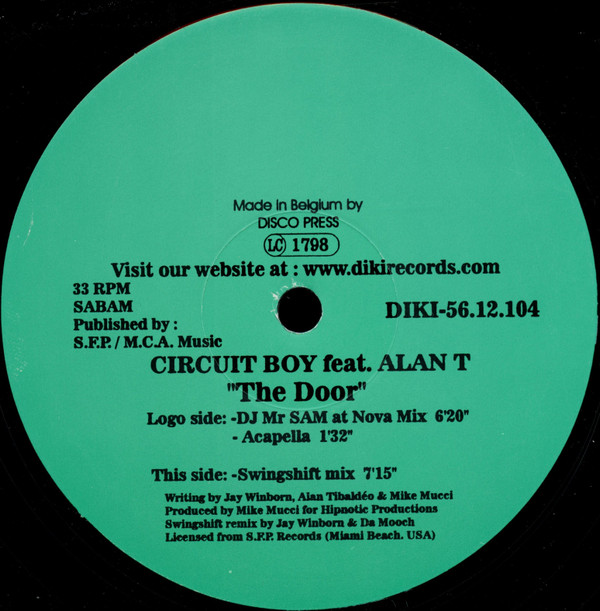 Made in Belgium by
DISCO PRESS
LC 1798
Visit our website at : www.dikirecords.com
33 RPM
SABAM
Published by :
S.F.P. / M.C.A. Music
DIKI-56.12.104
CIRCUIT BOY feat. ALAN T
"The Door"
Logo side: -DJ Mr SAM at Nova Mix 6'20"
- Acapella 1'32"
This side: -Swingshift mix 7'15"
Writing by Jay Winborn, Alan Tibaldéo & Mike Mucci
Produced by Mike Mucci for Hipnotic Productions
Swingshift remix by Jay Winborn & Da Mooch
Licensed from S.F.P. Records (Miami Beach. USA)